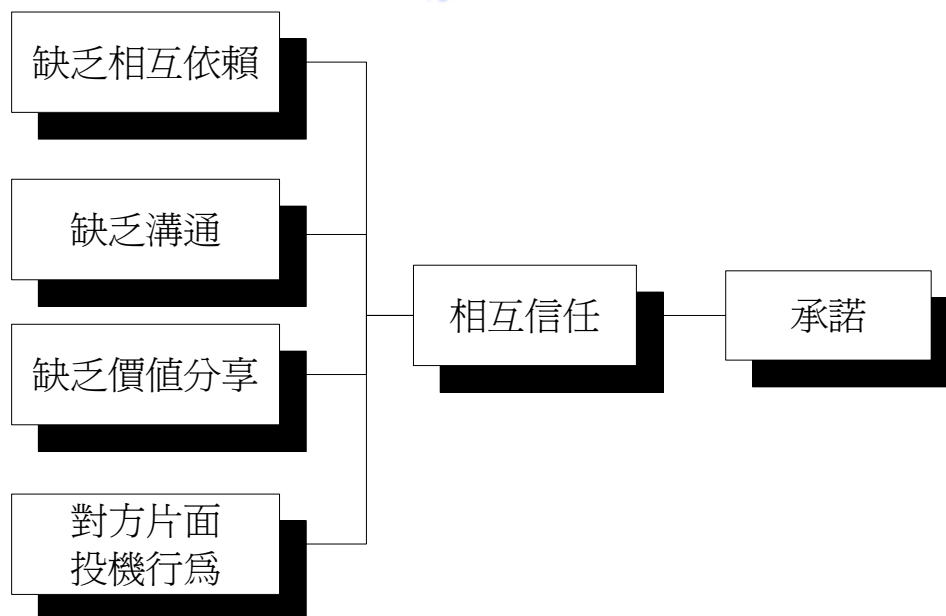 缺乏相互依賴
缺乏溝通
缺乏價值分享
對方片面
投機行為
相互信任
承諾